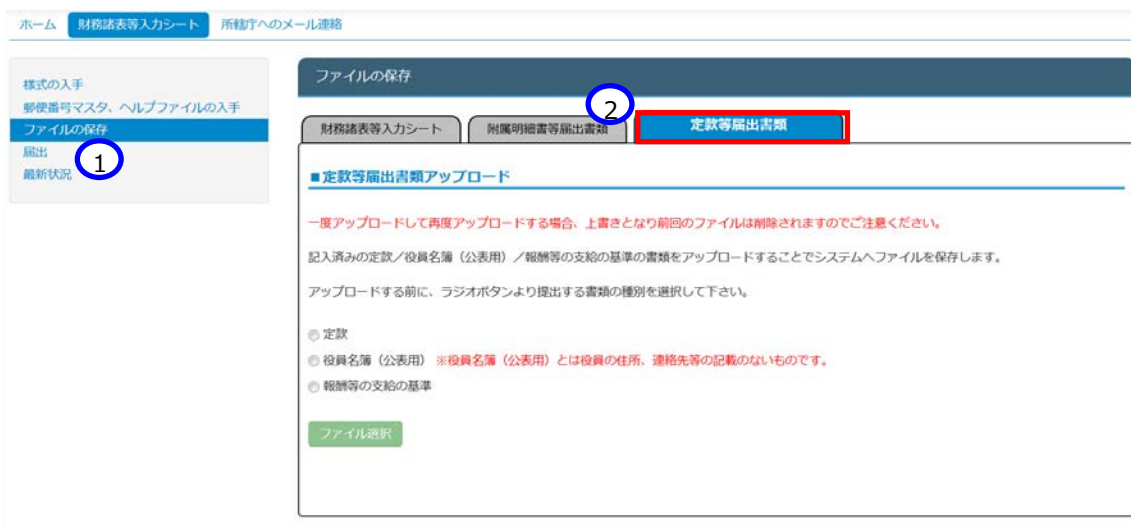 ホーム 財務諸表等入力シート 所轄庁へのメール連絡
様式の入手
郵便番号マスタ、ヘルプファイルの入手
ファイルの保存
届出
最新状況
1
ファイルの保存
2
財務諸表等入力シート 附属明細書等届出書類 定款等届出書類
■定款等届出書類アップロード
一度アップロードして再度アップロードする場合、上書きとなり前回のファイルは削除されますのでご注意ください。
記入済みの定款/役員名簿(公表用)/報酬等の支給の基準の書類をアップロードすることでシステムへファイルを保存します。
アップロードする前に、ラジオボタンより提出する書類の種別を選択して下さい。
定款
役員名簿(公表用) ※役員名簿(公表用)とは役員の住所、連絡先等の記載のないものです。
報酬等の支給の基準
ファイル選択